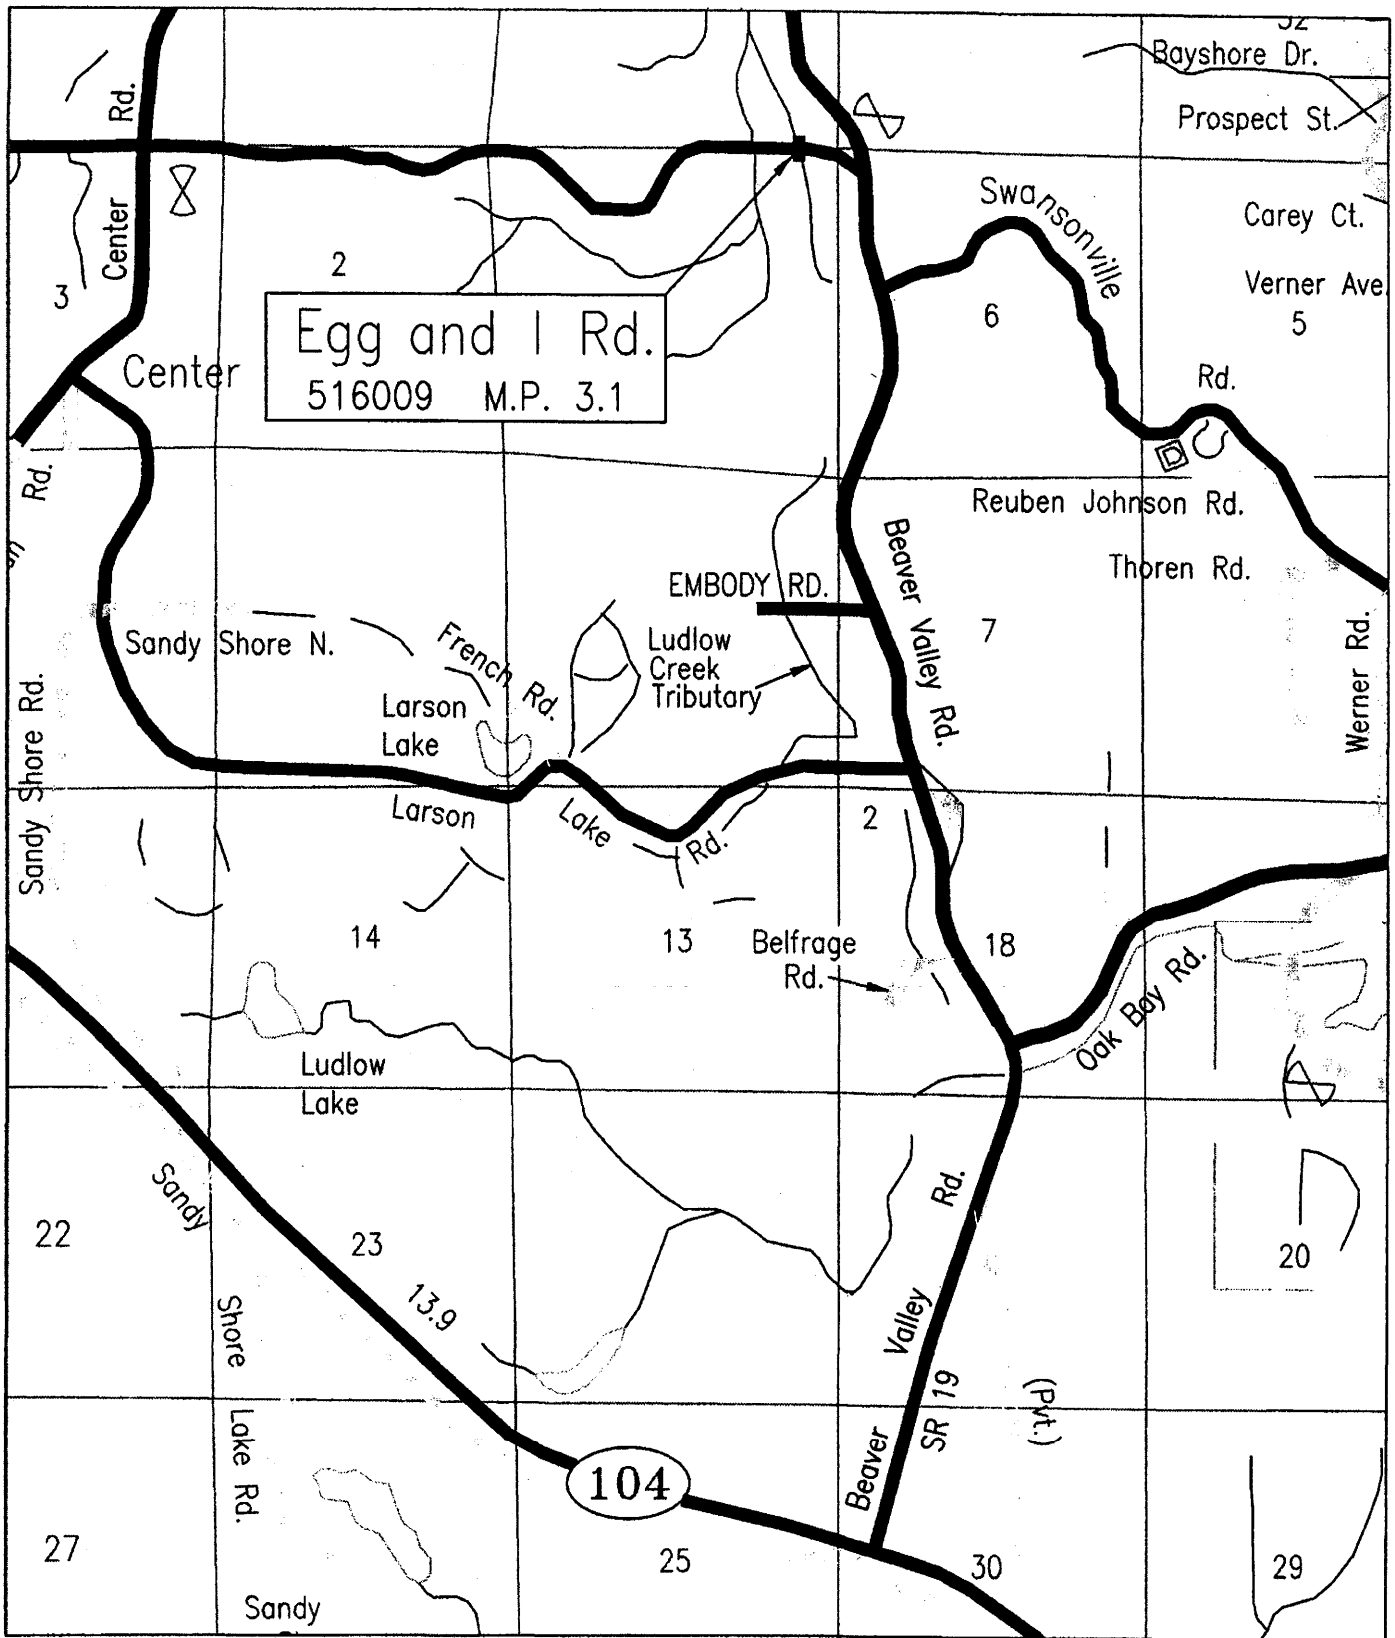 Bayshore Dr.
Prospect St.
Rd.
Center
Swansonville
Carey Ct.
Verner Ave.
2
3
6
5
Egg and I Rd.
516009 M.P. 3.1
Center
Rd.
Rd.
Reuben Johnson Rd.
Thoren Rd.
EMBODY RD.
Beaver Valley Rd.
7
Sandy Shore N.
French Rd.
Ludlow
Creek
Tributary
Werner Rd.
Sandy Shore Rd.
Larson
Lake
Larson Lake Rd.
2
14
13
Belfrage
Rd.
18
Oak Bay Rd.
Ludlow
Lake
Sandy Shore Lake Rd.
22
23
13.9
20
Beaver Valley Rd.
SR 19
(Pvt.)
104
27
25
30
29
Sandy